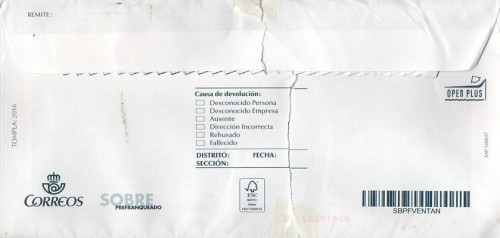 REMITE:
TOMPLA: 2016
Causa de devolución:
Desconocido Persona
Desconocido Empresa
Ausente
Dirección Incorrecta
Rehusado
Fallecido
DISTRITO: FECHA:
SECCIÓN:
OPEN PLUS
CORREOS
SOBRE
PREFRANQUEADO
FSC
SBPFVENTAN